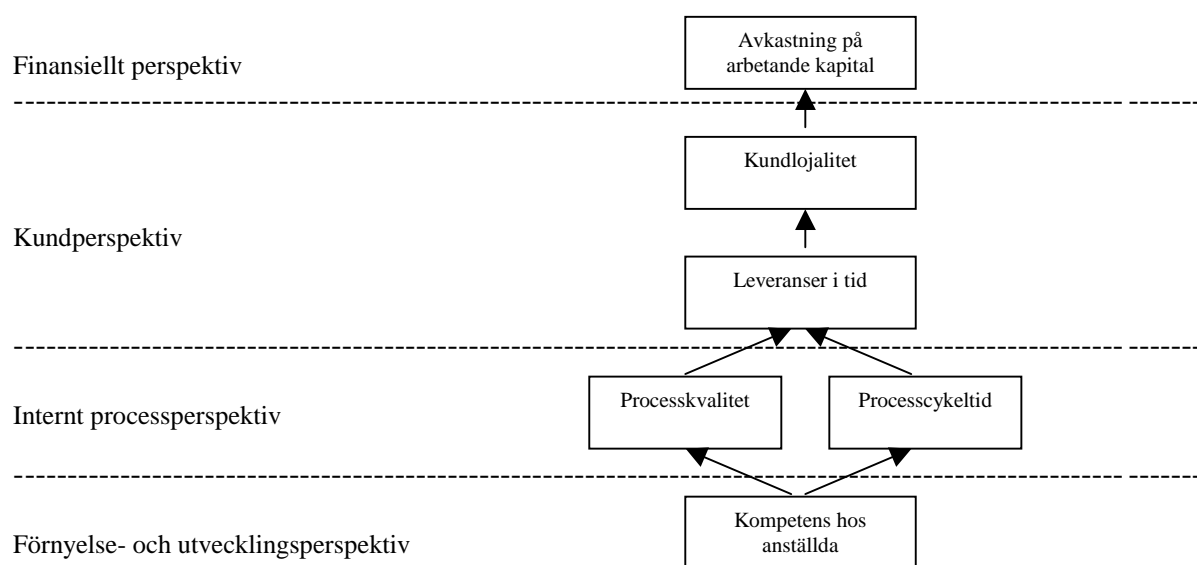 Finansiellt perspektiv
Avkastning på
arbetande kapital
Kundperspektiv
Kundlojalitet
Leveranser i tid
Internt processperspektiv
Processkvalitet
Processcykeltid
Förnyelse- och utvecklingsperspektiv
Kompetens hos
anställda